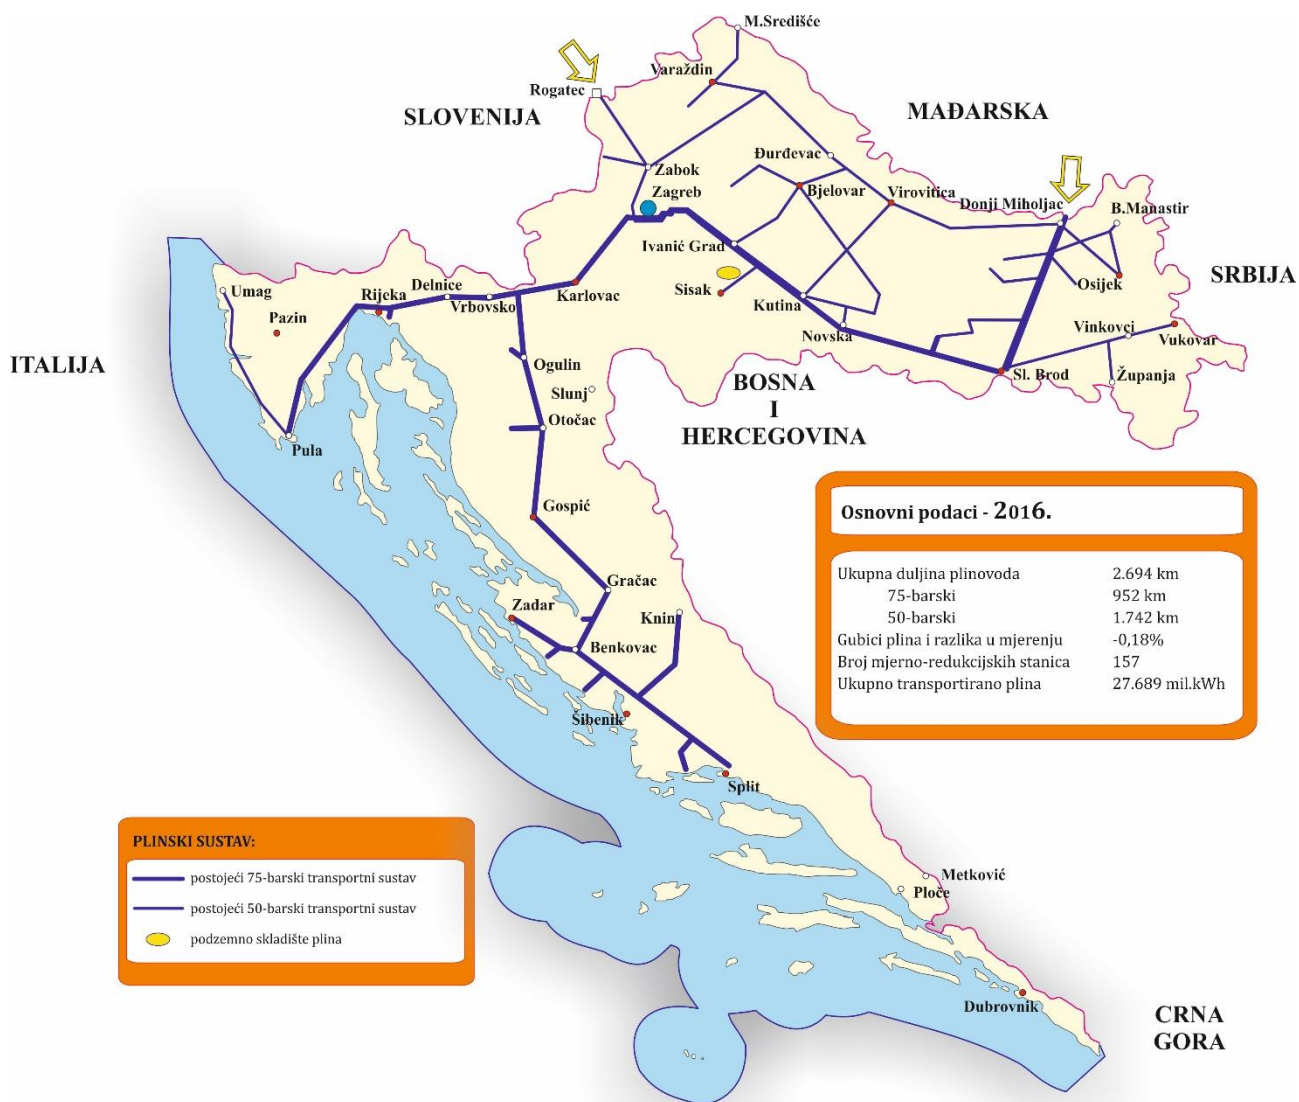 M.Središće
Varaždin
Rogatec
SLOVENIJA
MAĐARSKA
Đurđevac
Zabok
Zagreb
Bjelovar
Virovitica
Donji Miholjac
B.Manastir
Ivanić Grad
SRBIJA
Umag
Delnice
Rijeka
Vrbovsko
Karlovac
Sisak
Kutina
Osijek
Pazin
Novska
Vinkovci
Vukovar
ITALIJA
Ogulin
Slunj
BOSNA
I
HERCEGOVINA
Sl. Brod
Županja
Otočac
Pula
Gospić
Osnovni podaci - 2016.
Ukupna duljina plinovoda 2.694 km
75-barski 952 km
50-barski 1.742 km
Gubici plina i razlika u mjerenju -0,18%
Broj mjerno-redukcijskih stanica 157
Ukupno transportirano plina 27.689 mil.kWh
Gračac
Zadar
Knin
Benkovac
Šibenik
Split
PLINSKI SUSTAV:
postojeći 75-barski transportni sustav
postojeći 50-barski transportni sustav
podzemno skladište plina
Metković
Ploče
Dubrovnik
CRNA
GORA